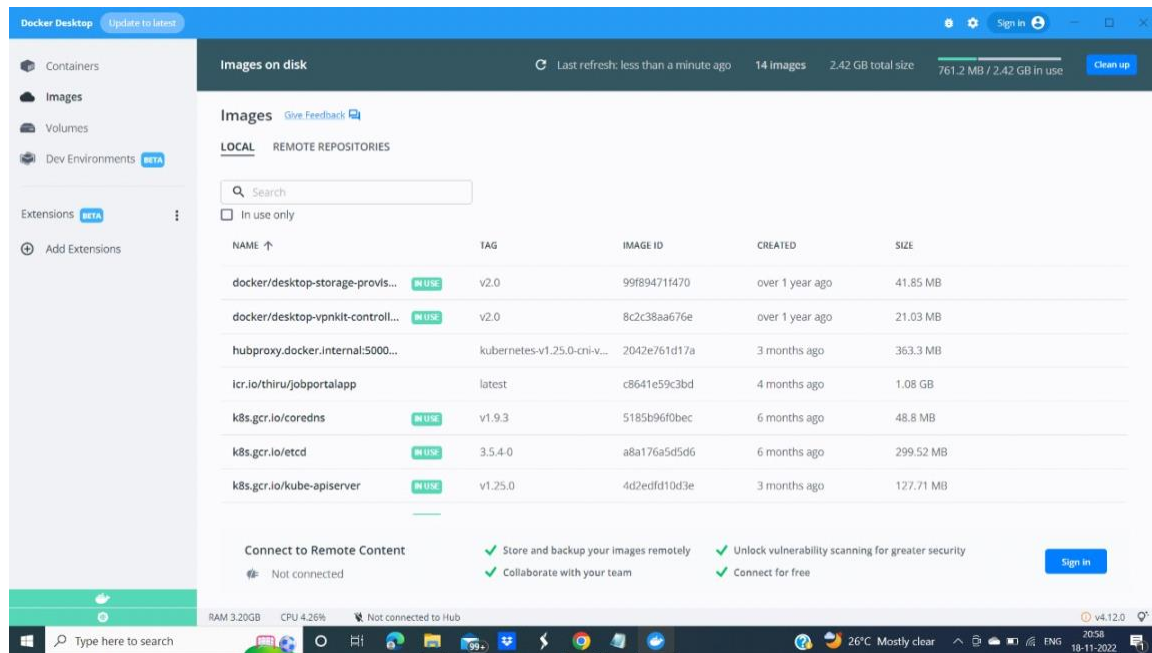 Docker Desktop Update to latest Sign in
Containers
Images
Volumes
Dev Environments BETA
Extensions BETA
Add Extensions
Images on disk Last refresh: less than a minute ago 14 images 2.42 GB total size 761.2 MB / 2.42 GB in use Clean up
Images Give Feedback
LOCAL REMOTE REPOSITORIES
Search
In use only
NAME TAG IMAGE ID CREATED SIZE
docker/desktop-storage-provis... IN USE v2.0 99f89471f470 over 1 year ago 41.85 MB
docker/desktop-vpnkit-controll... IN USE v2.0 8c2c38aa676e over 1 year ago 21.03 MB
hubproxy.docker.internal:5000... kubernetes-v1.25.0-cni-v... 2042e761d17a 3 months ago 363.3 MB
icr.io/thiru/jobportalapp latest c8641e59c3bd 4 months ago 1.08 GB
k8s.gcr.io/coredns IN USE v1.9.3 5185b96f0bec 6 months ago 48.8 MB
k8s.gcr.io/etcd IN USE 3.5.4-0 a8a176a5d5d6 6 months ago 299.52 MB
k8s.gcr.io/kube-apiserver IN USE v1.25.0 4d2edfd10d3e 3 months ago 127.71 MB
Connect to Remote Content
Not connected
Store and backup your images remotely
Collaborate with your team
Unlock vulnerability scanning for greater security
Connect for free
Sign in
RAM 3.20GB CPU 4.26% Not connected to Hub v4.12.0
Type here to search 99+ 26°C Mostly clear ENG 20:58
18-11-2022 1